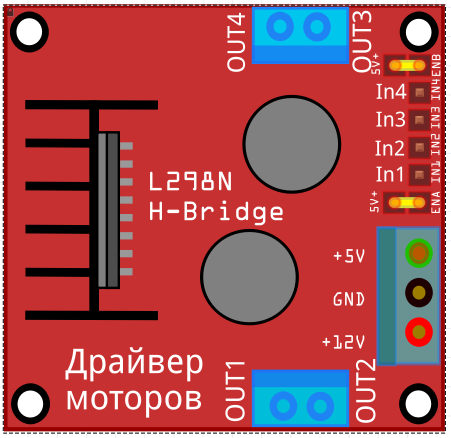 OUT4
OUT3
5V+
ENB
In4
IN4
In3
IN3
In2
IN2
In1
IN1
5V+
ENA
L298N
H-Bridge
+5V
GND
+12V
Драйвер
моторов
OUT1
OUT2